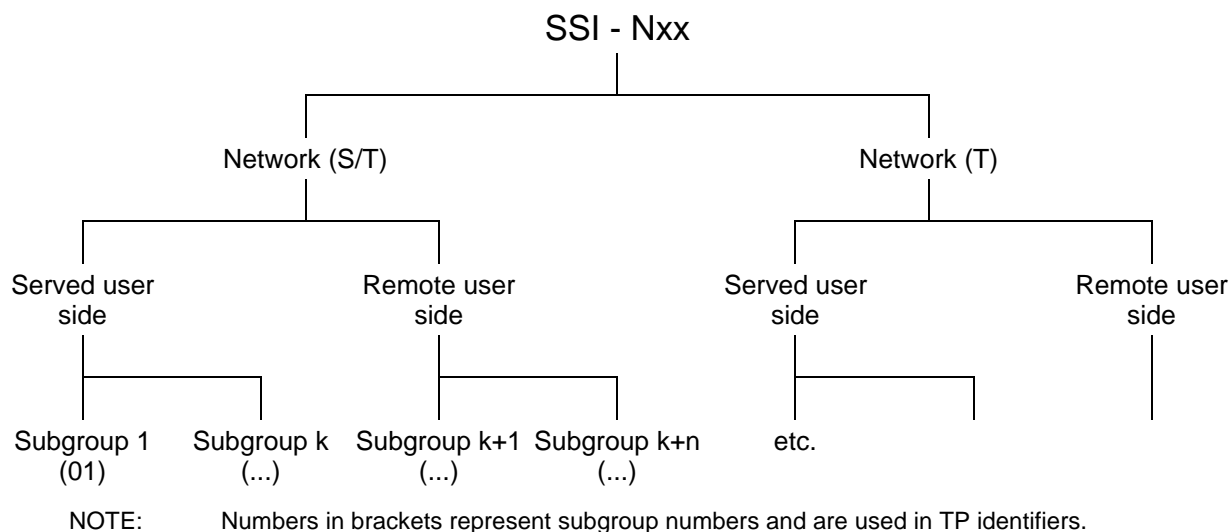 SSI - Nxx
Network (S/T)
Network (T)
Served user
side
Remote user
side
Served user
side
Remote user
side
Subgroup 1
(01)
Subgroup k
(...)
Subgroup k+1
(...)
Subgroup k+n
(...)
etc.
NOTE: Numbers in brackets represent subgroup numbers and are used in TP identifiers.